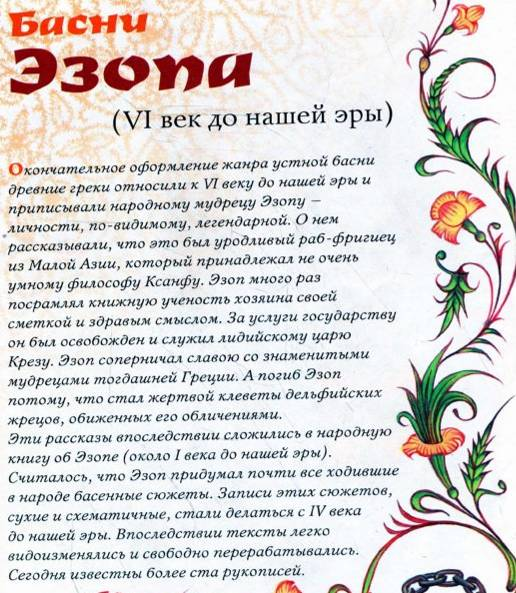 Басни
Эзопа
(VI век до нашей эры)
Окончательное оформление жанра устной басни
древние греки относили к VI веку до нашей эры и
приписывали народному мудрецу Эзопу –
личности, по-видимому, легендарной. О нем
рассказывали, что это был уродливый раб-фригиец
из Малой Азии, который принадлежал не очень
умному философу Ксанфу. Эзоп много раз
посрамлял книжную ученость хозяина своей
сметкой и здравым смыслом. За услуги государству
он был освобожден и служил лидийскому царю
Крезу. Эзоп соперничал славою со знаменитыми
мудрецами тогдашней Греции. А погиб Эзоп
потому, что стал жертвой клеветы дельфийских
жрецов, обиженных его обличениями.
Эти рассказы впоследствии сложились в народную
книгу об Эзопе (около I века до нашей эры).
Считалось, что Эзоп придумал почти все ходившие
в народе басенные сюжеты. Записи этих сюжетов,
сухие и схематичные, стали делаться с IV века
до нашей эры. Впоследствии тексты легко
видоизменялись и свободно перерабатывались.
Сегодня известны более ста рукописей.